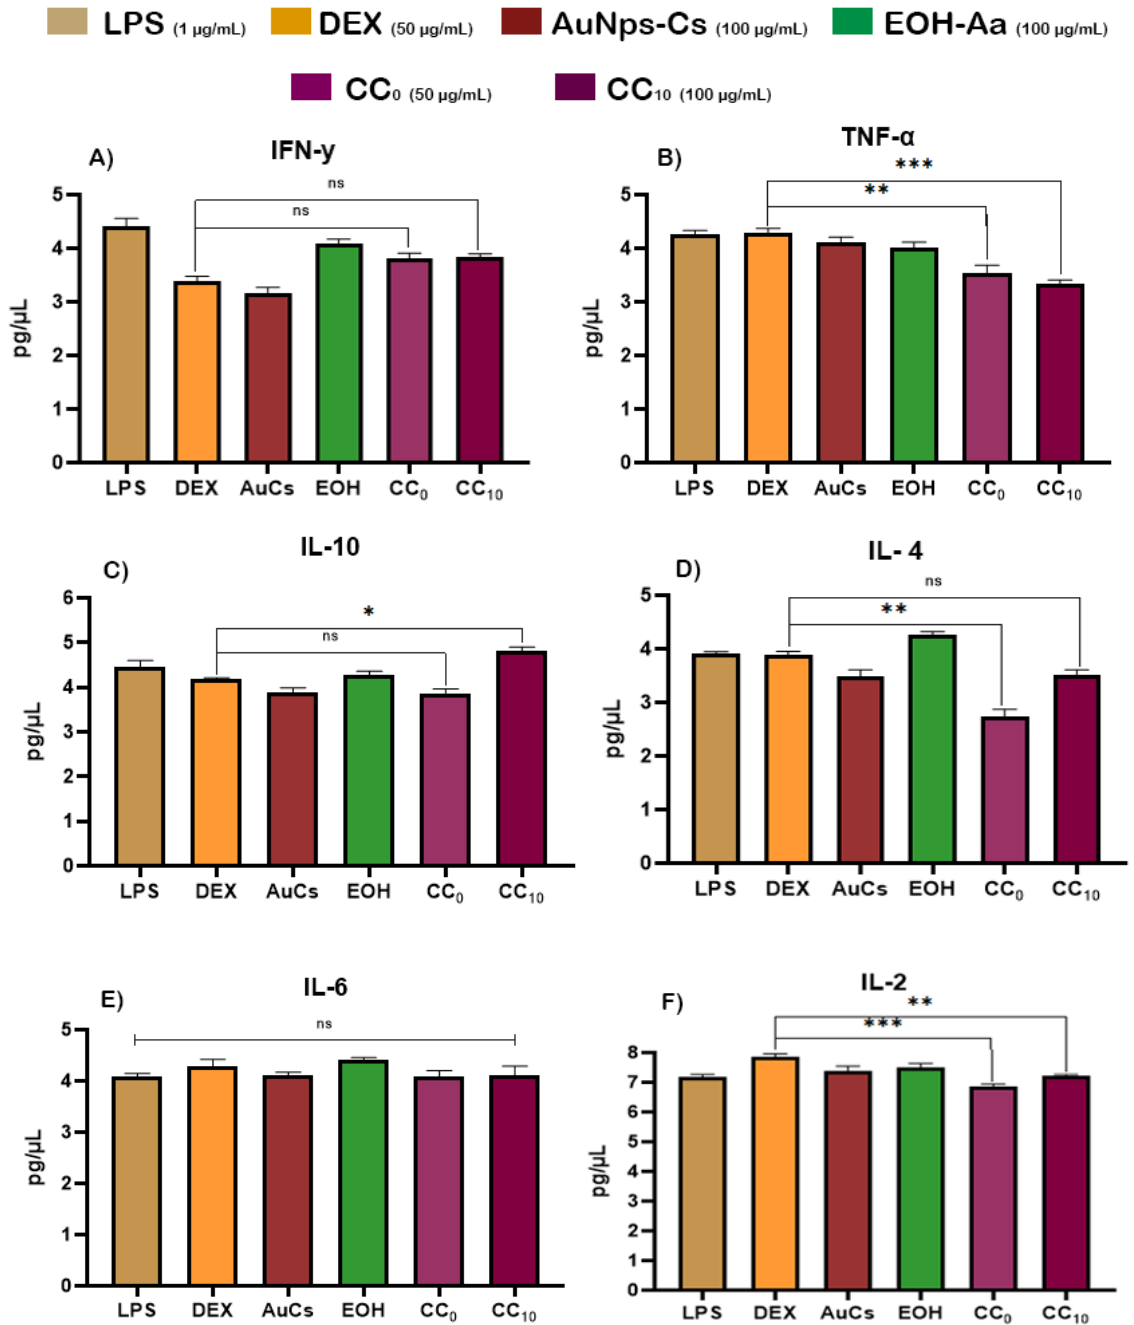 LPS (1 µg/mL) DEX (50 µg/mL) AuNps-Cs (100 µg/mL) EOH-Aa (100 µg/mL)
CC₀ (50 µg/mL) CC₁₀ (100 µg/mL)
A) IFN-y
ns
ns
5
4
3
2
1
0
pg/µL
LPS DEX AuCs EOH CC₀ CC₁₀
B) TNF-α
***
**
5
4
3
2
1
0
pg/µL
LPS DEX AuCs EOH CC₀ CC₁₀
C) IL-10
*
ns
6
5
4
3
2
1
0
pg/µL
LPS DEX AuCs EOH CC₀ CC₁₀
D) IL- 4
ns
**
5
4
3
2
1
0
pg/µL
LPS DEX AuCs EOH CC₀ CC₁₀
E) IL-6
ns
5
4
3
2
1
0
pg/µL
LPS DEX AuCs EOH CC₀ CC₁₀
F) IL-2
**
***
8
7
6
5
4
3
2
1
0
pg/µL
LPS DEX AuCs EOH CC₀ CC₁₀